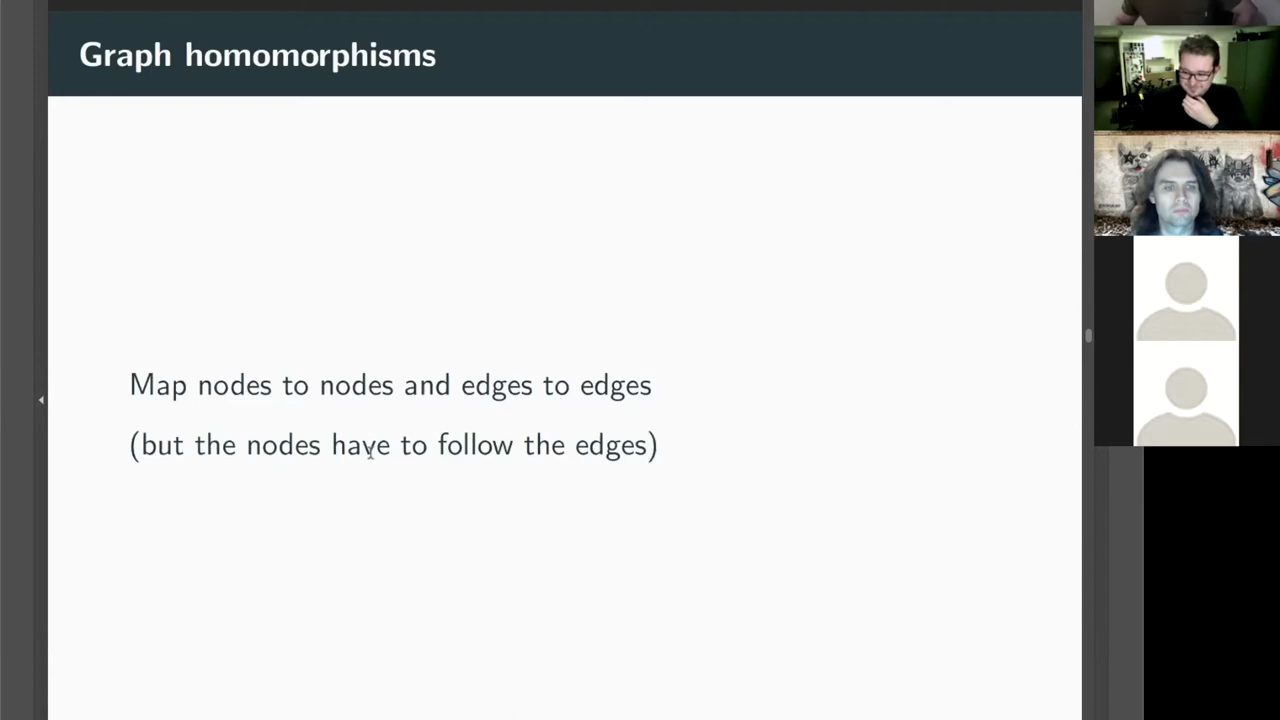 Graph homomorphisms
Map nodes to nodes and edges to edges
(but the nodes have to follow the edges)